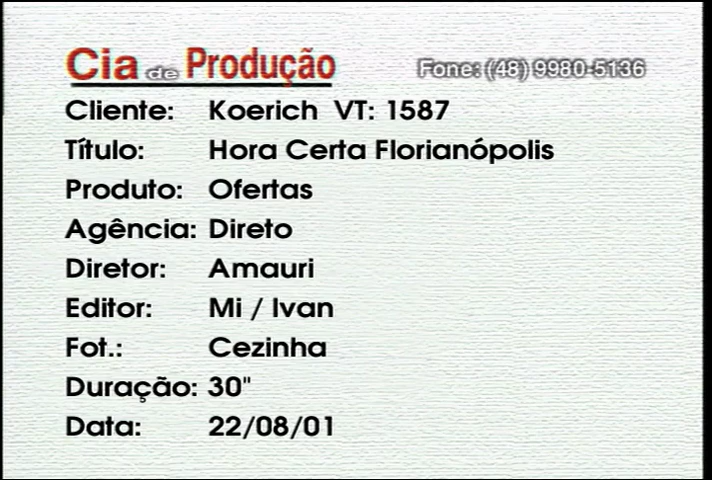 Cia de Produção Fone: (48) 9980-5136
Cliente: Koerich VT: 1587
Título: Hora Certa Florianópolis
Produto: Ofertas
Agência: Direto
Diretor: Amauri
Editor: Mi / Ivan
Fot.: Cezinha
Duração: 30"
Data: 22/08/01